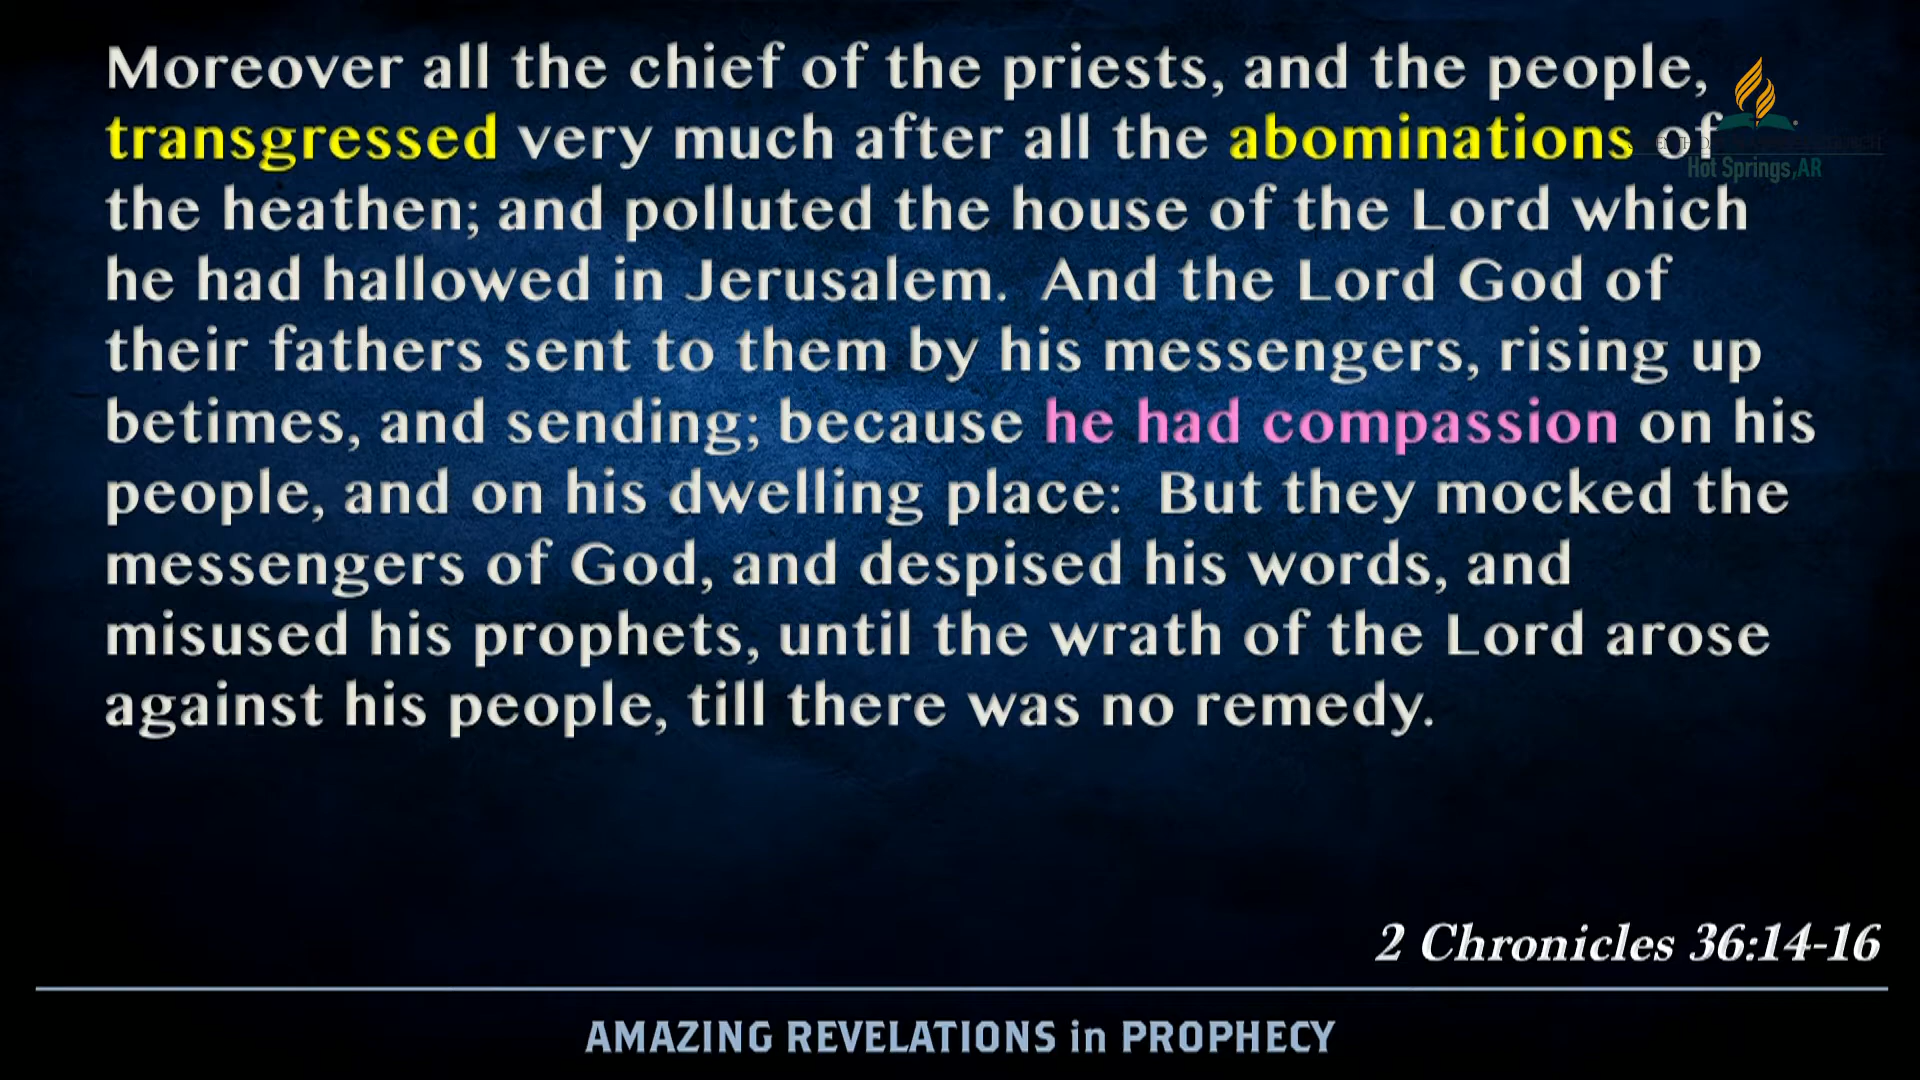 Moreover all the chief of the priests, and the people,
transgressed very much after all the abominations of
the heathen; and polluted the house of the Lord which
he had hallowed in Jerusalem. And the Lord God of
their fathers sent to them by his messengers, rising up
betimes, and sending; because he had compassion on his
people, and on his dwelling place: But they mocked the
messengers of God, and despised his words, and
misused his prophets, until the wrath of the Lord arose
against his people, till there was no remedy.
Hot Springs, AR
2 Chronicles 36:14-16
AMAZING REVELATIONS in PROPHECY